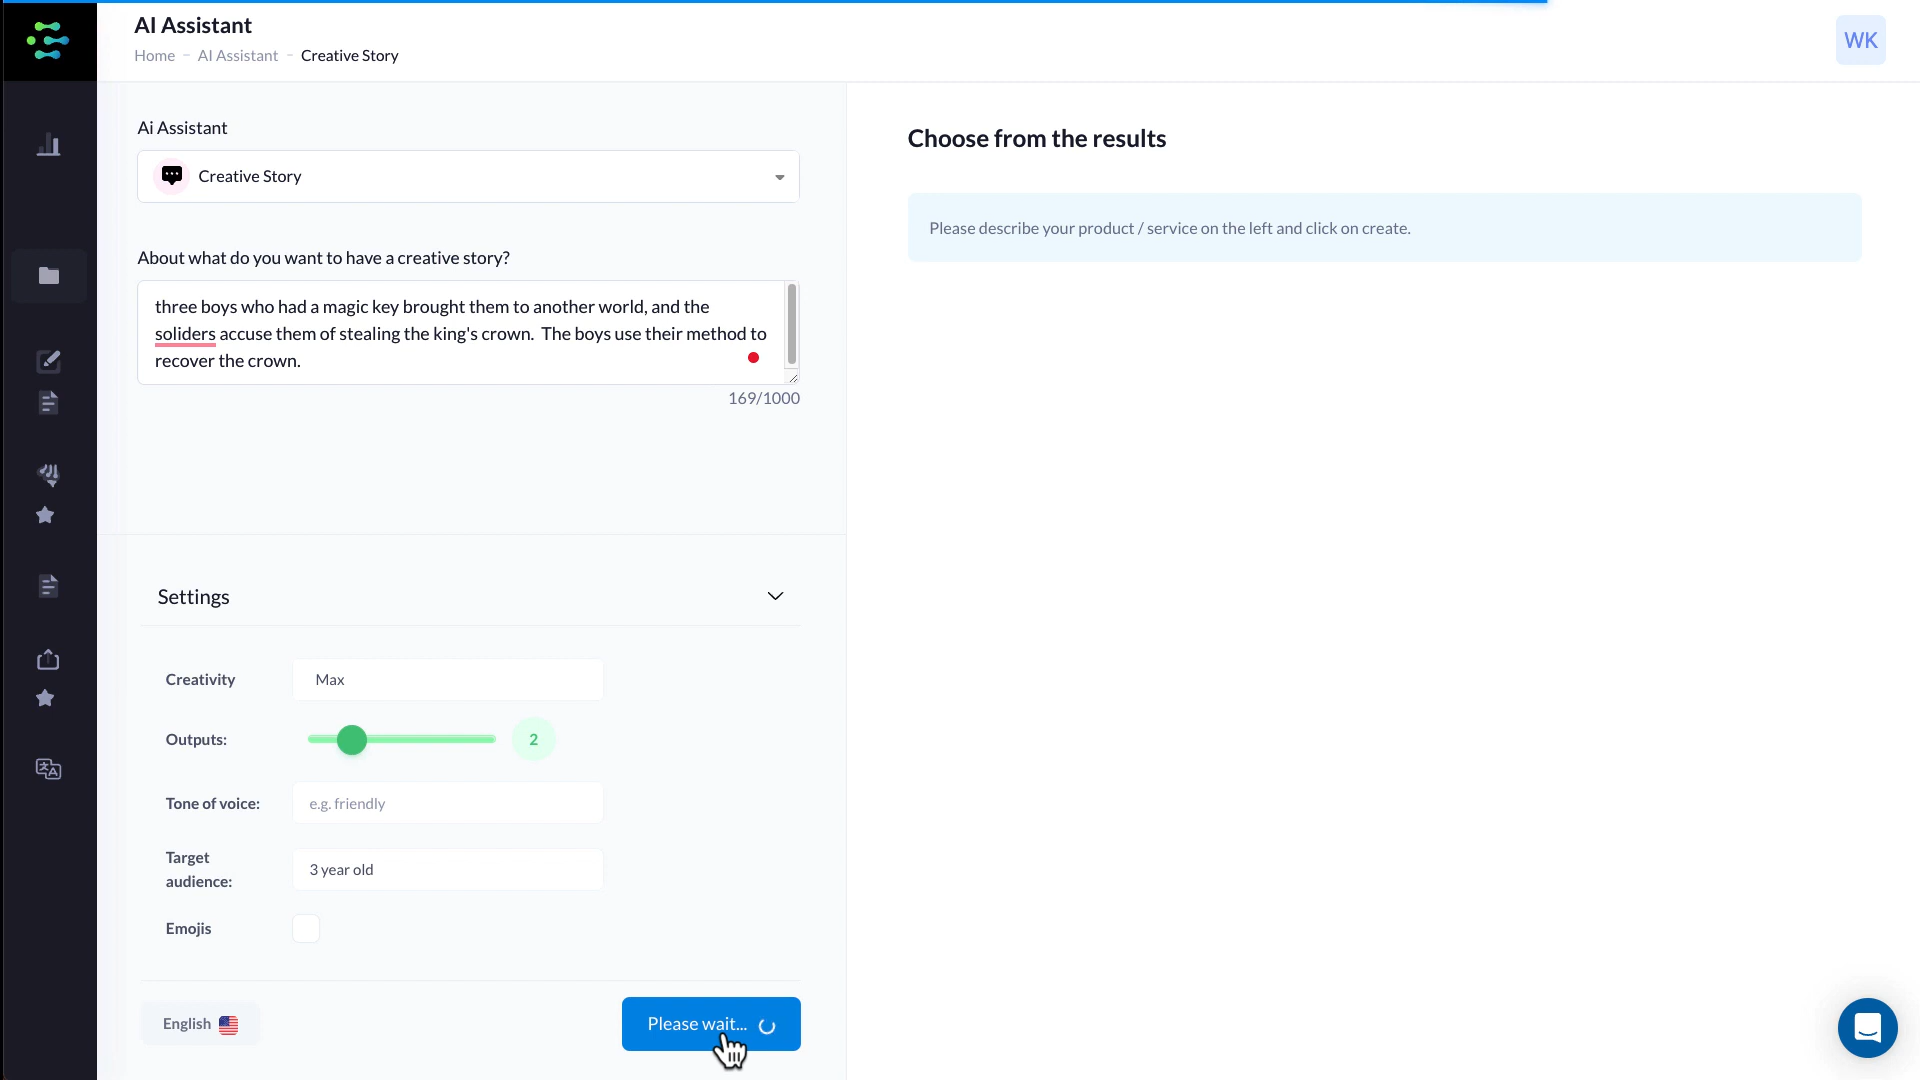 AI Assistant
Home - AI Assistant - Creative Story
WK
Ai Assistant
Creative Story
About what do you want to have a creative story?
three boys who had a magic key brought them to another world, and the
soliders accuse them of stealing the king's crown.  The boys use their method to
recover the crown.
169/1000
Settings
Creativity
Max
Outputs:
2
Tone of voice:
e.g. friendly
Target
audience:
3 year old
Emojis
English
Please wait...
Choose from the results
Please describe your product / service on the left and click on create.